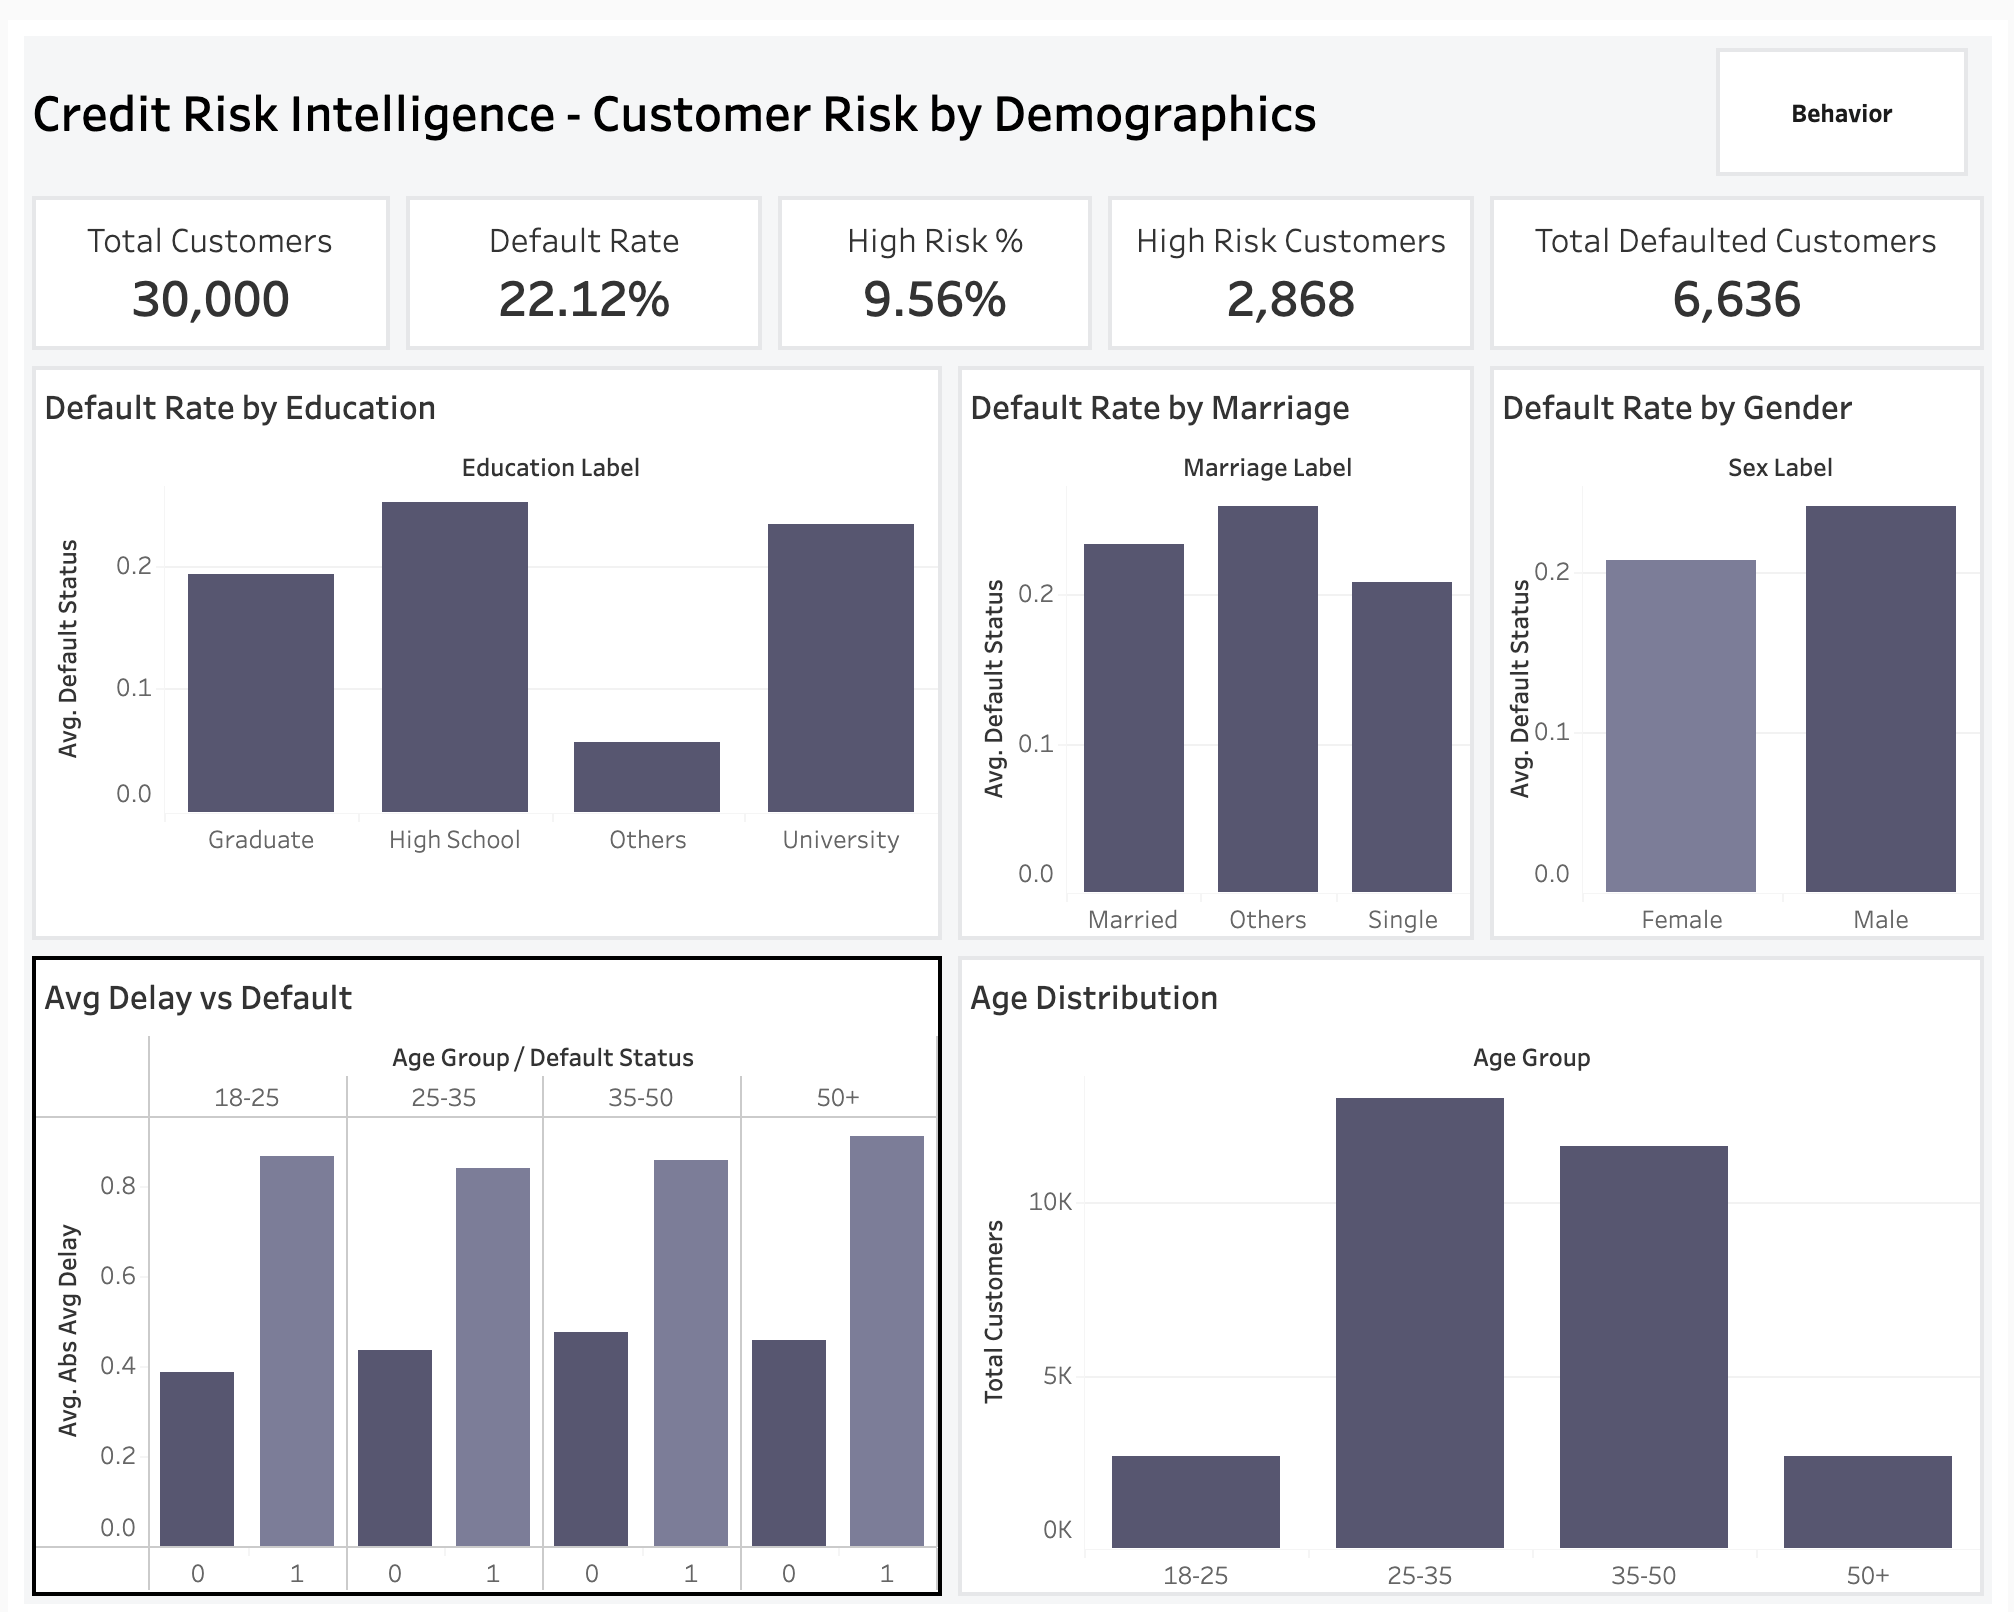 Credit Risk Intelligence - Customer Risk by Demographics
Behavior
Total Customers
30,000
Default Rate
22.12%
High Risk %
9.56%
High Risk Customers
2,868
Total Defaulted Customers
6,636
Default Rate by Education
Education Label
Avg. Default Status
0.2
0.1
0.0
Graduate High School Others University
Default Rate by Marriage
Marriage Label
Avg. Default Status
0.2
0.1
0.0
Married Others Single
Default Rate by Gender
Sex Label
Avg. Default Status
0.2
0.1
0.0
Female Male
Avg Delay vs Default
Age Group / Default Status
18-25 25-35 35-50 50+
Avg. Abs Avg Delay
0.8
0.6
0.4
0.2
0.0
0 1 0 1 0 1 0 1
Age Distribution
Age Group
Total Customers
10K
5K
0K
18-25 25-35 35-50 50+